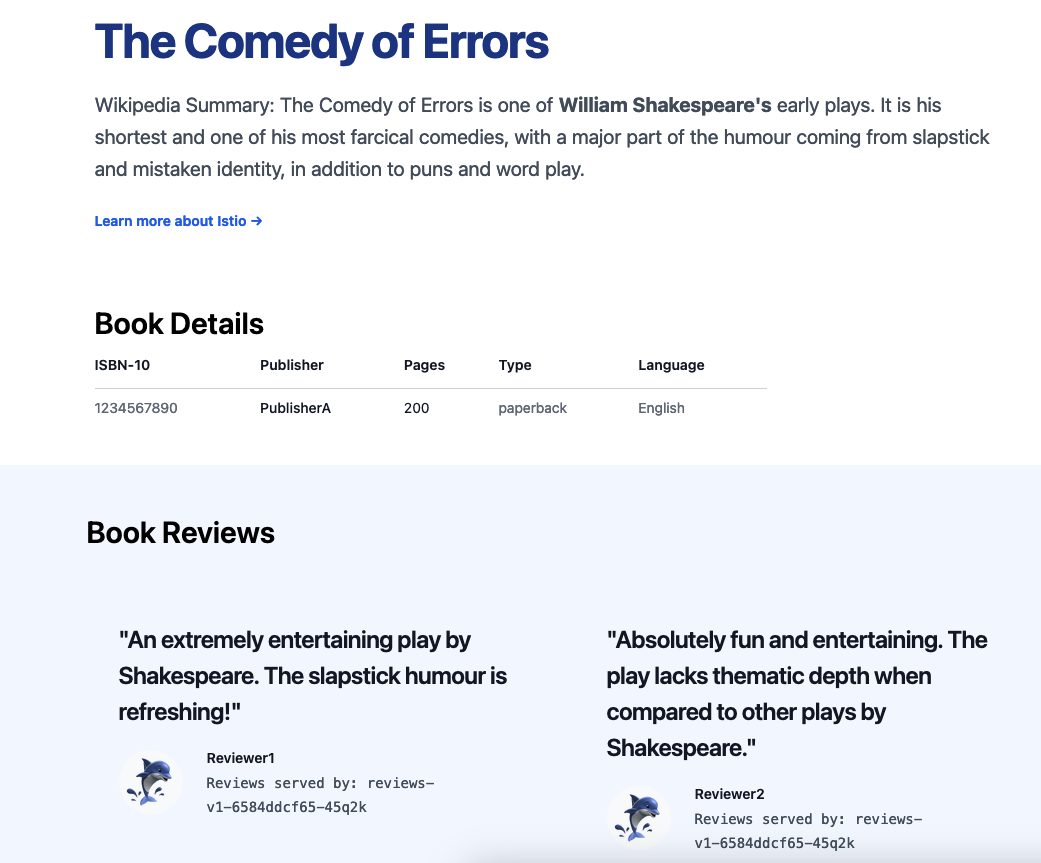 The Comedy of Errors
Wikipedia Summary: The Comedy of Errors is one of William Shakespeare's early plays. It is his
shortest and one of his most farcical comedies, with a major part of the humour coming from slapstick
and mistaken identity, in addition to puns and word play.
Learn more about Istio →
Book Details
ISBN-10 Publisher Pages Type Language
1234567890 PublisherA 200 paperback English
Book Reviews
"An extremely entertaining play by
Shakespeare. The slapstick humour is
refreshing!"
Reviewer1
Reviews served by: reviews-
v1-6584ddcf65-45q2k
"Absolutely fun and entertaining. The
play lacks thematic depth when
compared to other plays by
Shakespeare."
Reviewer2
Reviews served by: reviews-
v1-6584ddcf65-45q2k